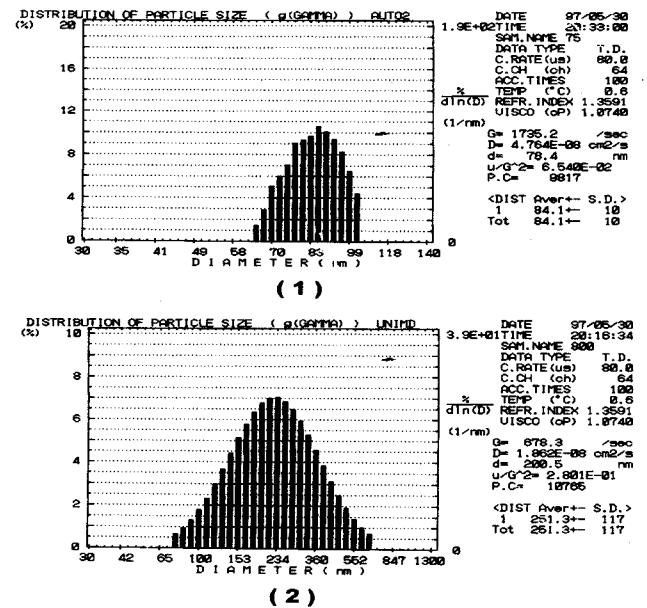 DISTRIBUTION OF PARTICLE SIZE ( g(GAMMA) ) AUTO2
(%)
20
16
12
8
4
0
30 35 41 49 58 70 85 99 118 140
DIAMETER ( nm )
1.9E+02
%
dln(D)
(1/nm)
0
DATE 97/05/30
TIME 20:33:00
SAM.NAME 75
DATA TYPE T.D.
C.RATE(us) 80.0
C.CH (ch) 64
ACC.TIMES 100
TEMP (°C) 0.6
REFR.INDEX 1.3591
VISCO (cP) 1.0740
G= 1735.2 /sec
D= 4.764E-08 cm2/s
d= 78.4 nm
u/G^2= 6.540E-02
P.C= 9817
<DIST Aver+- S.D.>
1 84.1+- 10
Tot 84.1+- 10
(1)
DISTRIBUTION OF PARTICLE SIZE ( g(GAMMA) ) UNIMD
(%)
10
8
6
4
2
0
30 42 65 100 153 234 360 552 847 1300
DIAMETER ( nm )
3.9E+01
%
dln(D)
(1/nm)
0
DATE 97/05/30
TIME 20:16:34
SAM.NAME 800
DATA TYPE T.D.
C.RATE(us) 80.0
C.CH (ch) 64
ACC.TIMES 100
TEMP (°C) 0.6
REFR.INDEX 1.3591
VISCO (cP) 1.0740
G= 678.3 /sec
D= 1.862E-08 cm2/s
d= 200.5 nm
u/G^2= 2.801E-01
P.C= 10765
<DIST Aver+- S.D.>
1 251.3+- 117
Tot 251.3+- 117
(2)